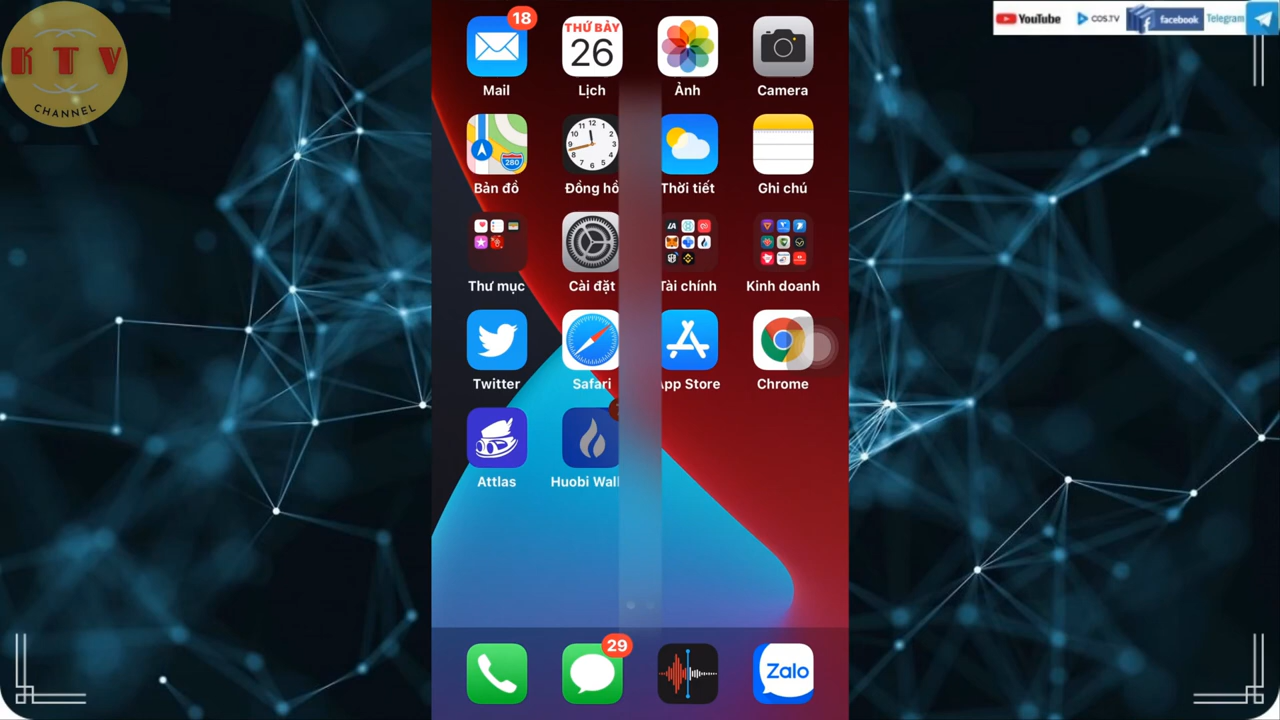 KTV
CHANNEL
YouTube
COS.TV
facebook
Telegram
18
THỨ BẢY
26
Mail
Lịch
Ảnh
Camera
280
Bản đồ
Đồng hồ
Thời tiết
Ghi chú
Thư mục
Cài đặt
Tài chính
Kinh doanh
Twitter
Safari
App Store
Chrome
Attlas
Huobi Wall
29
Zalo